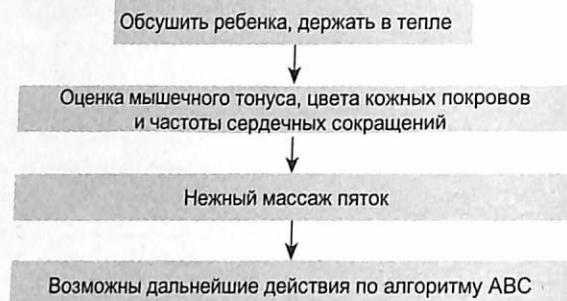 Обсушить ребенка, держать в тепле
Оценка мышечного тонуса, цвета кожных покровов
и частоты сердечных сокращений
Нежный массаж пяток
Возможны дальнейшие действия по алгоритму АВС